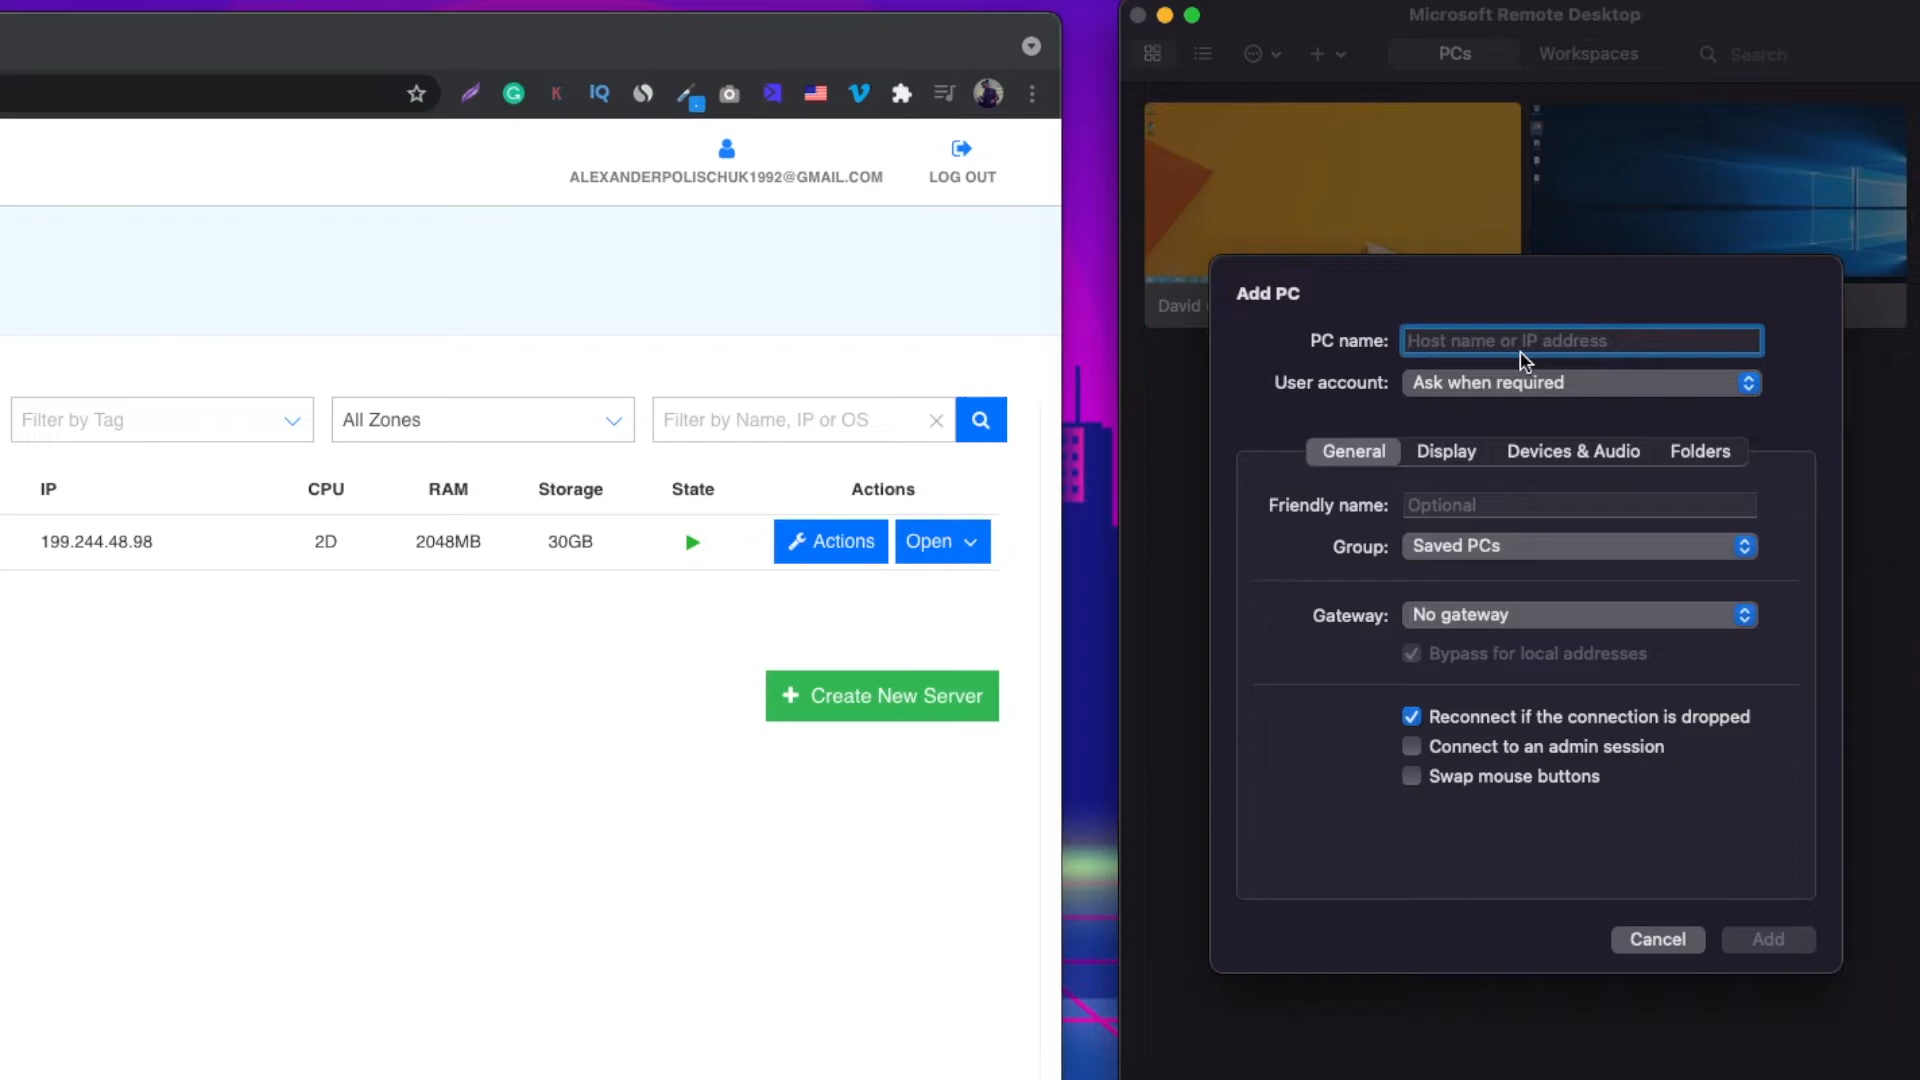 ALEXANDERPOLISCHUK1992@GMAIL.COM
LOG OUT
Filter by Tag
All Zones
Filter by Name, IP or OS
IP CPU RAM Storage State Actions
199.244.48.98 2D 2048MB 30GB Actions Open
Create New Server
Microsoft Remote Desktop
PCs Workspaces Search
David
Add PC
PC name: Host name or IP address
User account: Ask when required
General Display Devices & Audio Folders
Friendly name: Optional
Group: Saved PCs
Gateway: No gateway
Bypass for local addresses
Reconnect if the connection is dropped
Connect to an admin session
Swap mouse buttons
Cancel Add